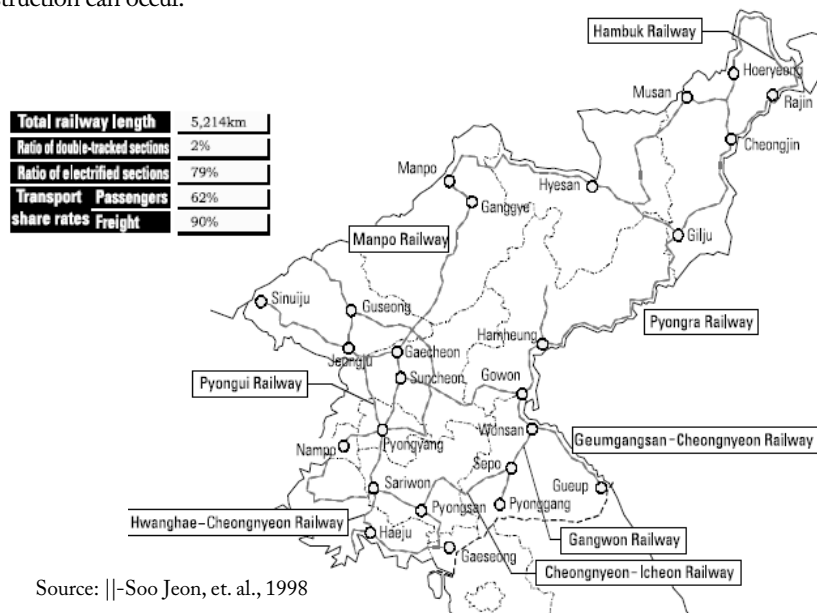 struction can occur.
Hambuk Railway
Hoeryeong
Musan
Rajin
Total railway length 5,214km
Ratio of double-tracked sections 2%
Ratio of electrified sections 79%
Transport share rates Passengers 62%
Freight 90%
Cheongjin
Manpo
Hyesan
Ganggye
Gilju
Manpo Railway
Sinuiju
Guseong
Pyongra Railway
Hamheung
Jeongju
Gaecheon
Suncheon
Gowon
Pyongui Railway
Wonsan
Geumgangsan-Cheongnyeon Railway
Pyongyang
Nampo
Sepo
Sariwon
Gueup
Pyongsan
Pyonggang
Hwanghae-Cheongnyeon Railway
Haeju
Gangwon Railway
Gaeseong
Cheongnyeon-Icheon Railway
Source: ||-Soo Jeon, et. al., 1998